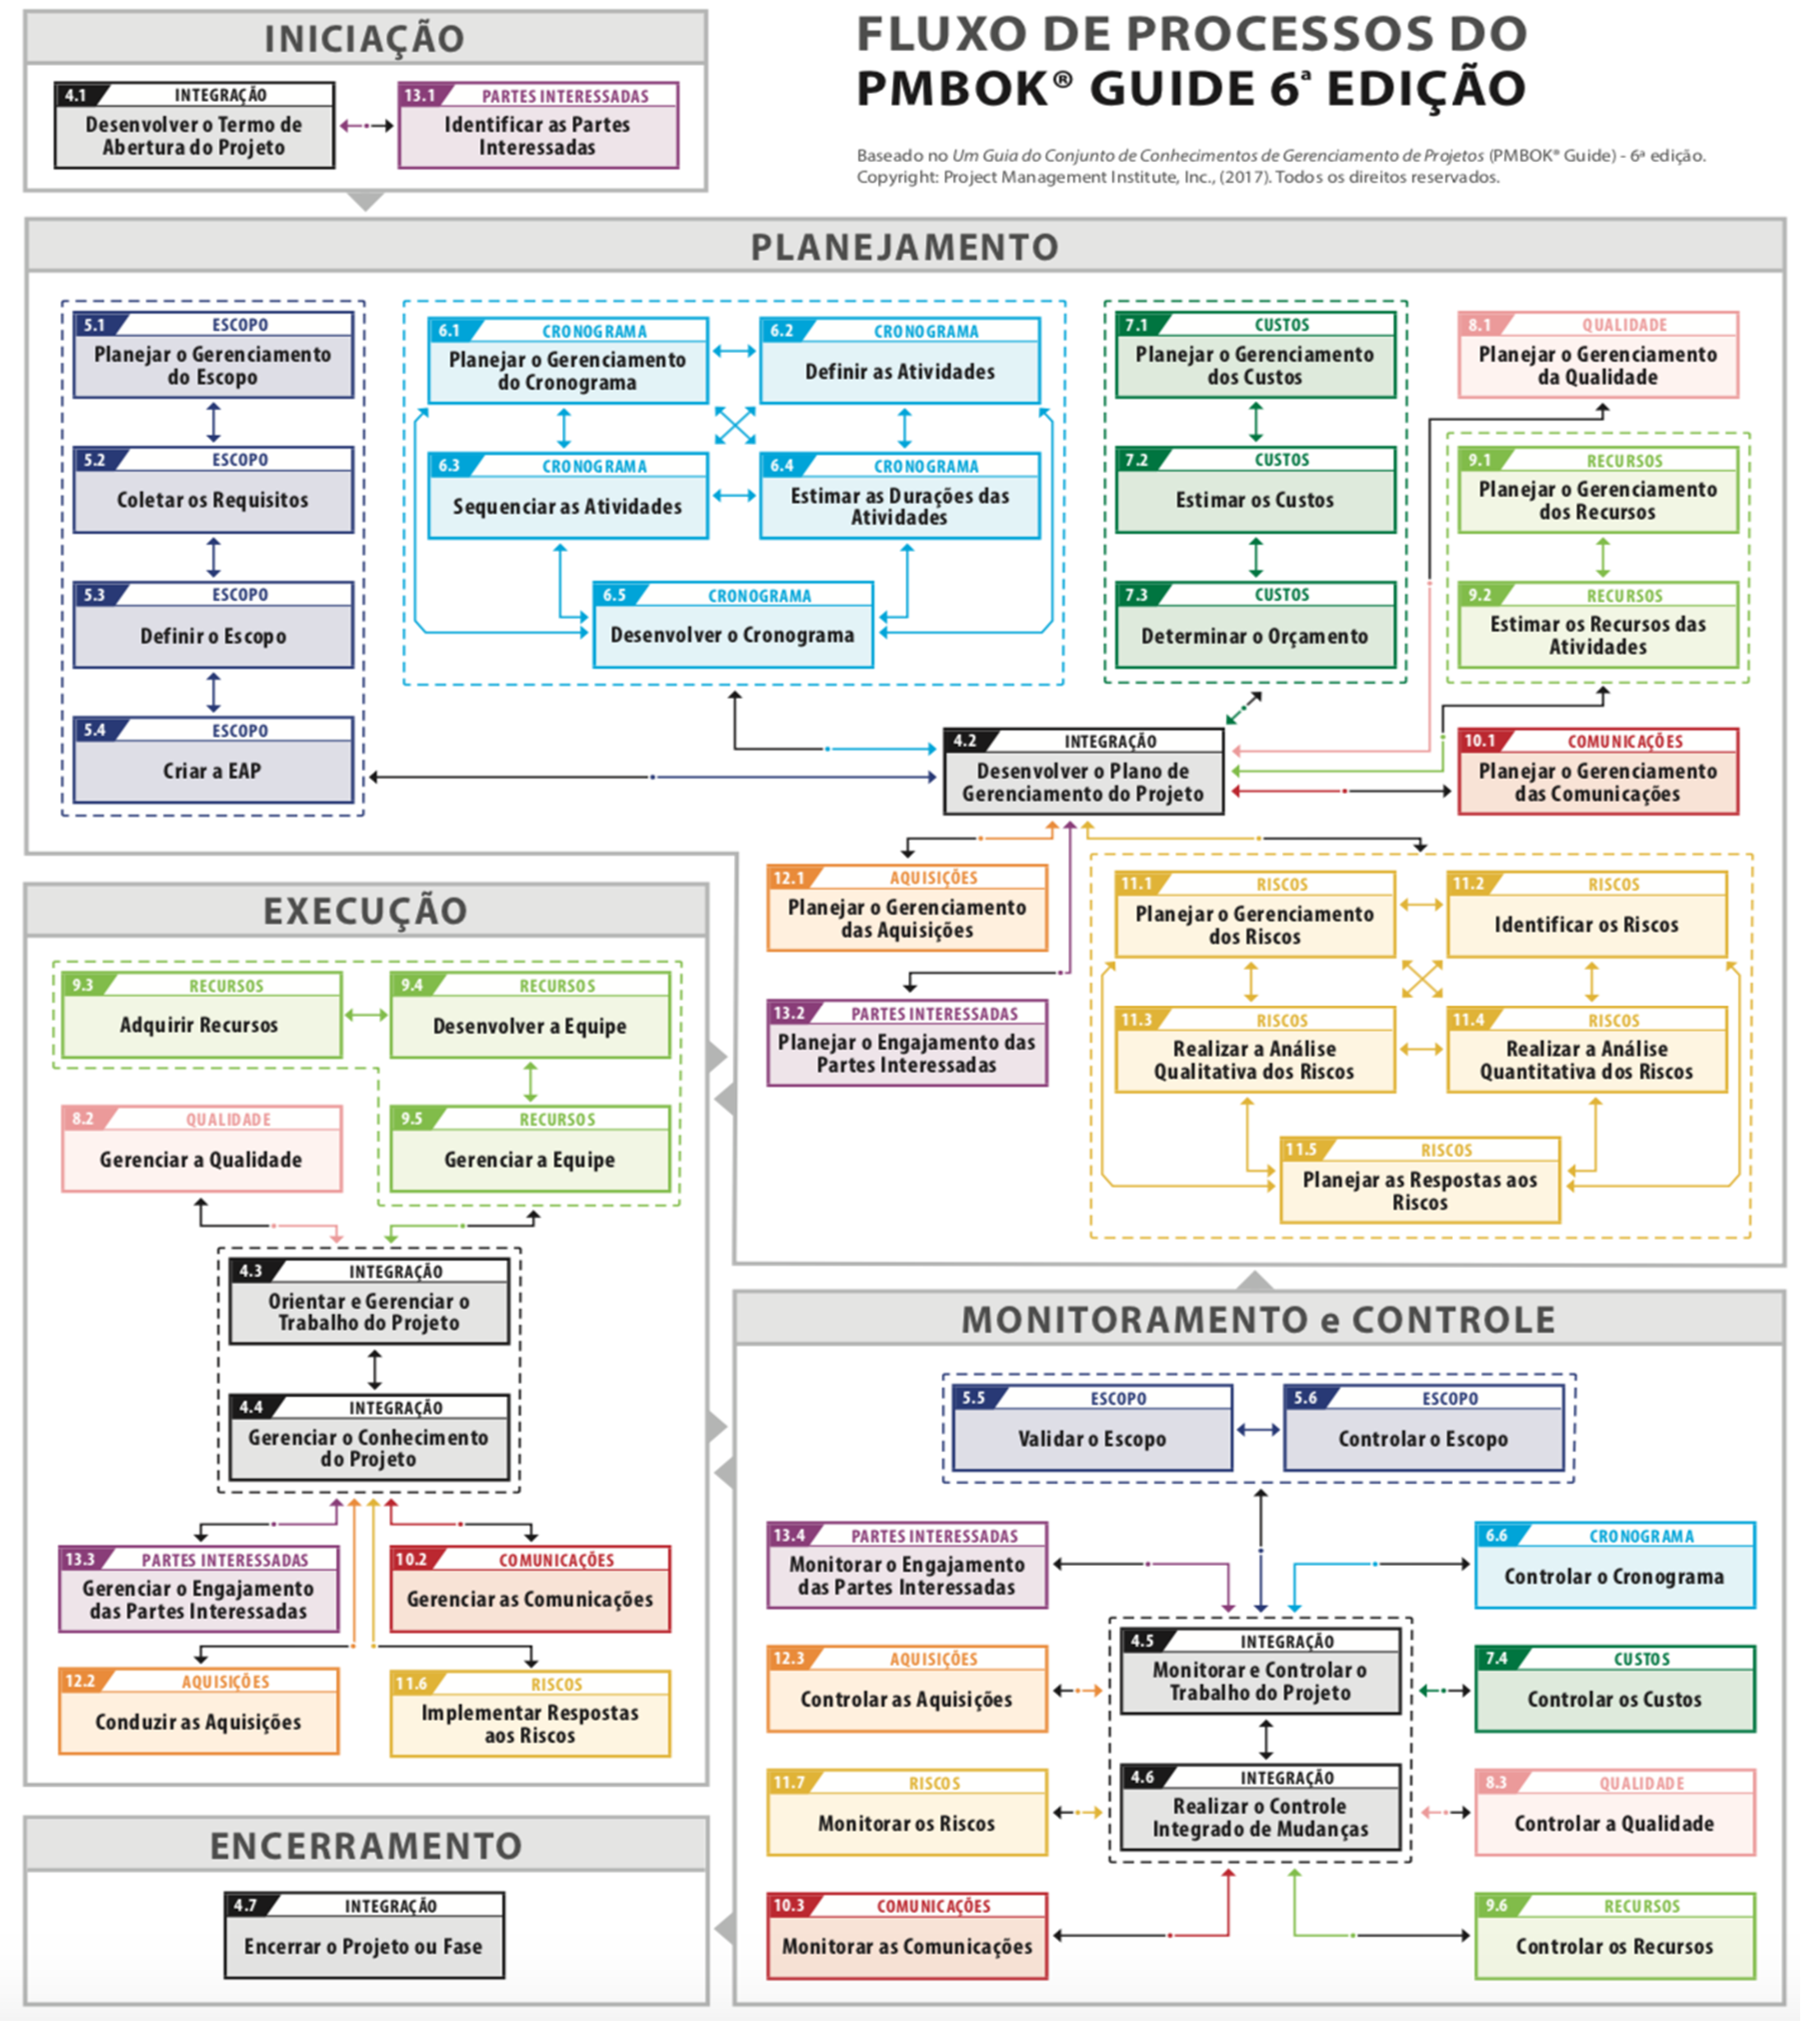 INICIAÇÃO
4.1 INTEGRAÇÃO
Desenvolver o Termo de
Abertura do Projeto
13.1 PARTES INTERESSADAS
Identificar as Partes
Interessadas
FLUXO DE PROCESSOS DO
PMBOK® GUIDE 6ª EDIÇÃO
Baseado no Um Guia do Conjunto de Conhecimentos de Gerenciamento de Projetos (PMBOK® Guide) - 6ª edição.
Copyright: Project Management Institute, Inc., (2017). Todos os direitos reservados.
PLANEJAMENTO
5.1 ESCOPO
Planejar o Gerenciamento
do Escopo
5.2 ESCOPO
Coletar os Requisitos
5.3 ESCOPO
Definir o Escopo
5.4 ESCOPO
Criar a EAP
6.1 CRONOGRAMA
Planejar o Gerenciamento
do Cronograma
6.2 CRONOGRAMA
Definir as Atividades
6.3 CRONOGRAMA
Sequenciar as Atividades
6.4 CRONOGRAMA
Estimar as Durações das
Atividades
6.5 CRONOGRAMA
Desenvolver o Cronograma
7.1 CUSTOS
Planejar o Gerenciamento
dos Custos
7.2 CUSTOS
Estimar os Custos
7.3 CUSTOS
Determinar o Orçamento
8.1 QUALIDADE
Planejar o Gerenciamento
da Qualidade
9.1 RECURSOS
Planejar o Gerenciamento
dos Recursos
9.2 RECURSOS
Estimar os Recursos das
Atividades
4.2 INTEGRAÇÃO
Desenvolver o Plano de
Gerenciamento do Projeto
10.1 COMUNICAÇÕES
Planejar o Gerenciamento
das Comunicações
12.1 AQUISIÇÕES
Planejar o Gerenciamento
das Aquisições
13.2 PARTES INTERESSADAS
Planejar o Engajamento das
Partes Interessadas
11.1 RISCOS
Planejar o Gerenciamento
dos Riscos
11.2 RISCOS
Identificar os Riscos
11.3 RISCOS
Realizar a Análise
Qualitativa dos Riscos
11.4 RISCOS
Realizar a Análise
Quantitativa dos Riscos
11.5 RISCOS
Planejar as Respostas aos
Riscos
EXECUÇÃO
9.3 RECURSOS
Adquirir Recursos
9.4 RECURSOS
Desenvolver a Equipe
8.2 QUALIDADE
Gerenciar a Qualidade
9.5 RECURSOS
Gerenciar a Equipe
4.3 INTEGRAÇÃO
Orientar e Gerenciar o
Trabalho do Projeto
4.4 INTEGRAÇÃO
Gerenciar o Conhecimento
do Projeto
13.3 PARTES INTERESSADAS
Gerenciar o Engajamento
das Partes Interessadas
10.2 COMUNICAÇÕES
Gerenciar as Comunicações
12.2 AQUISIÇÕES
Conduzir as Aquisições
11.6 RISCOS
Implementar Respostas
aos Riscos
MONITORAMENTO e CONTROLE
5.5 ESCOPO
Validar o Escopo
5.6 ESCOPO
Controlar o Escopo
13.4 PARTES INTERESSADAS
Monitorar o Engajamento
das Partes Interessadas
6.6 CRONOGRAMA
Controlar o Cronograma
12.3 AQUISIÇÕES
Controlar as Aquisições
4.5 INTEGRAÇÃO
Monitorar e Controlar o
Trabalho do Projeto
7.4 CUSTOS
Controlar os Custos
11.7 RISCOS
Monitorar os Riscos
4.6 INTEGRAÇÃO
Realizar o Controle
Integrado de Mudanças
8.3 QUALIDADE
Controlar a Qualidade
10.3 COMUNICAÇÕES
Monitorar as Comunicações
9.6 RECURSOS
Controlar os Recursos
ENCERRAMENTO
4.7 INTEGRAÇÃO
Encerrar o Projeto ou Fase